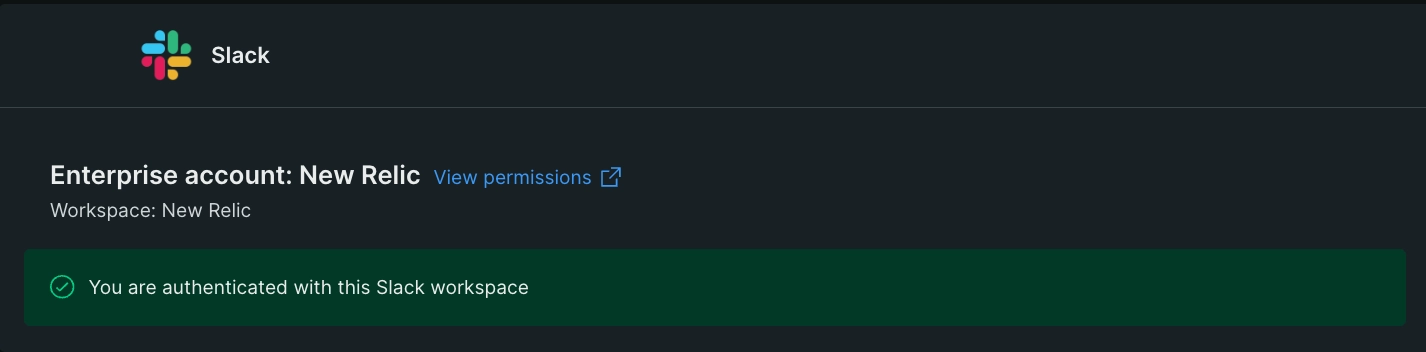 Slack
Enterprise account: New Relic View permissions
Workspace: New Relic
You are authenticated with this Slack workspace